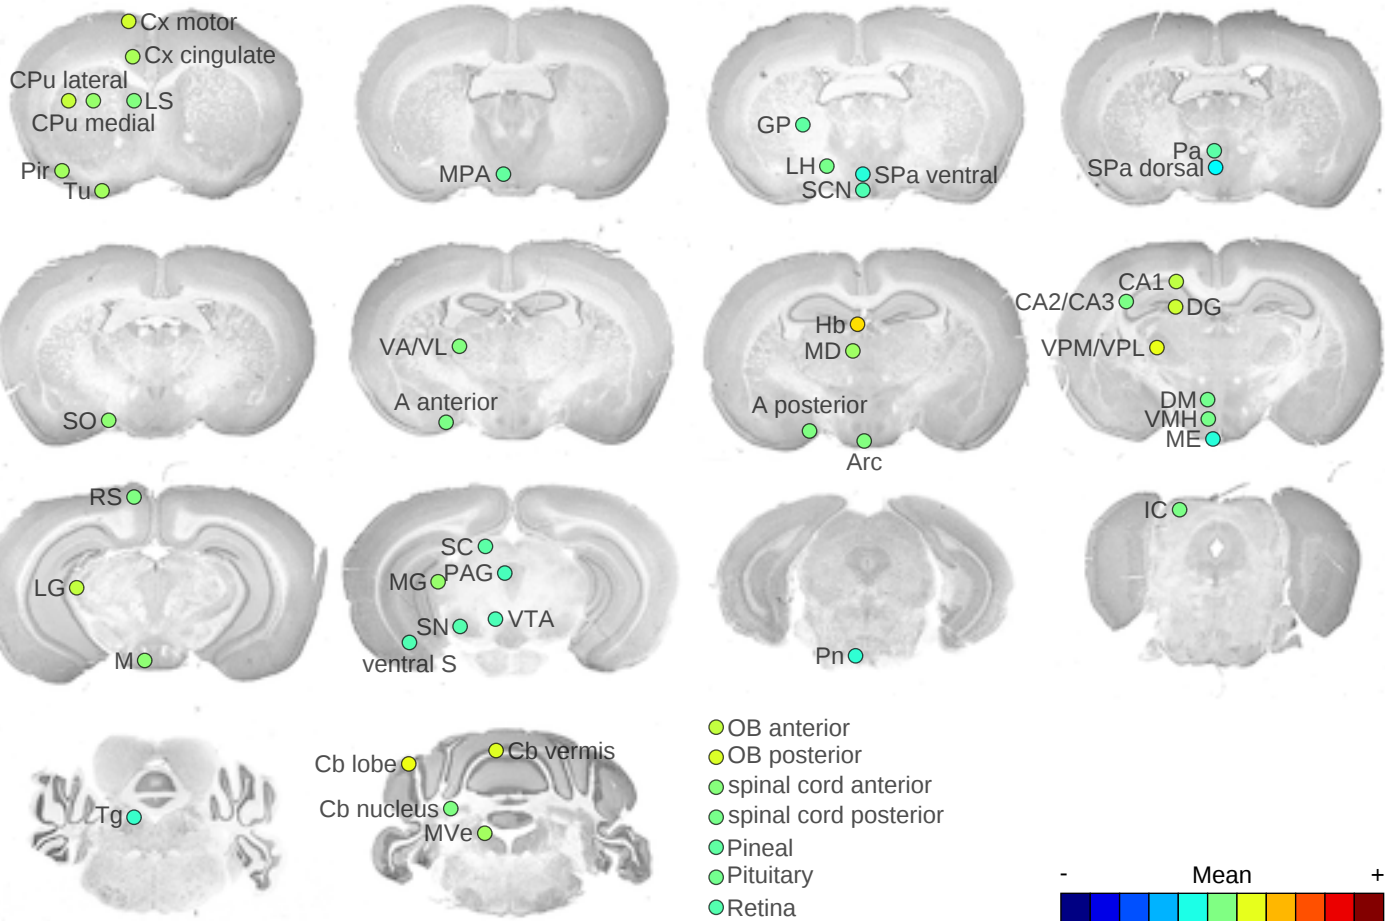 Cx motor
Cx cingulate
CPu lateral
LS
CPu medial
Pir
Tu
MPA
GP
LH
SPa ventral
SCN
Pa
SPa dorsal
SO
VA/VL
A anterior
Hb
MD
A posterior
Arc
CA1
CA2/CA3
DG
VPM/VPL
DM
VMH
ME
RS
LG
M
SC
PAG
MG
VTA
SN
ventral S
Pn
IC
Tg
Cb lobe
Cb vermis
Cb nucleus
MVe
OB anterior
OB posterior
spinal cord anterior
spinal cord posterior
Pineal
Pituitary
Retina
- Mean +